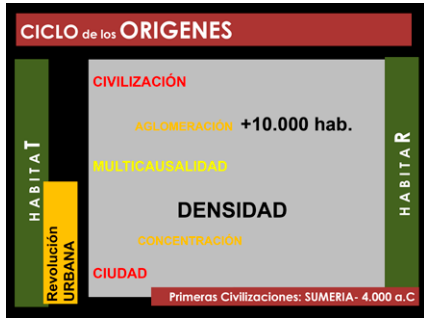 CICLO de los ORIGENES
HABITAT
Revolución
URBANA
CIVILIZACIÓN
AGLOMERACIÓN +10.000 hab.
MULTICAUSALIDAD
DENSIDAD
CONCENTRACIÓN
CIUDAD
HABITAR
Primeras Civilizaciones: SUMERIA- 4.000 a.C